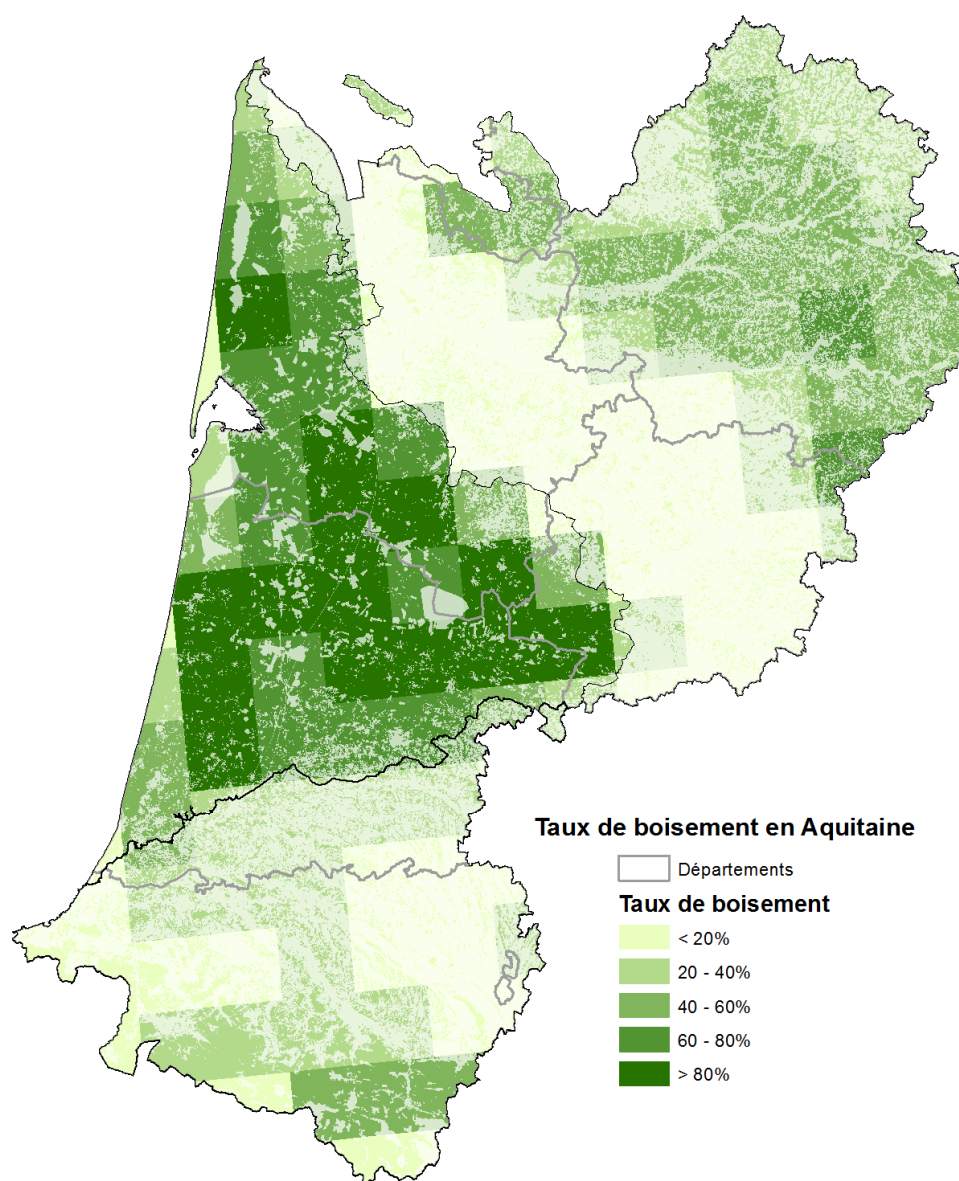 Taux de boisement en Aquitaine
Départements
Taux de boisement
< 20%
20 - 40%
40 - 60%
60 - 80%
> 80%